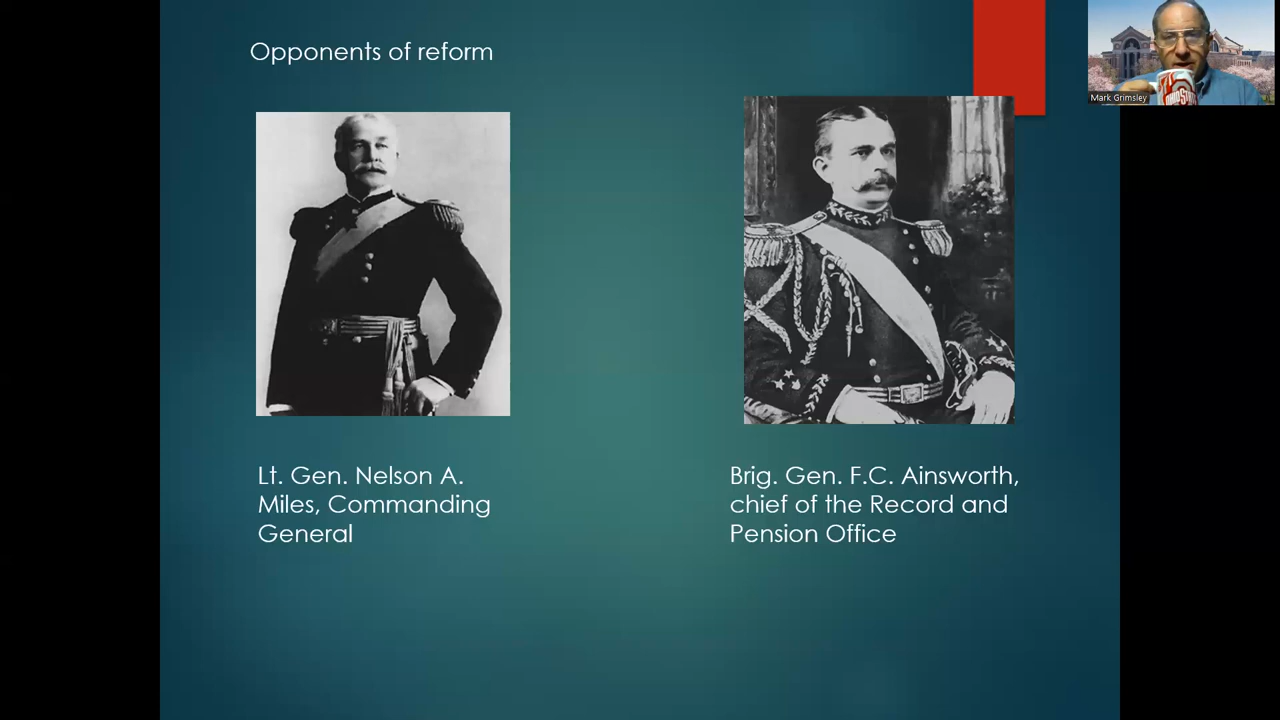 Opponents of reform
Mark Grimsley
Lt. Gen. Nelson A.
Miles, Commanding
General
Brig. Gen. F.C. Ainsworth,
chief of the Record and
Pension Office